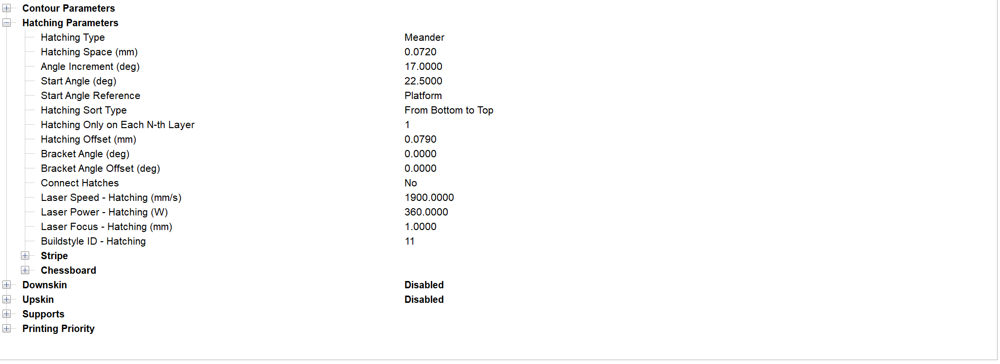 Contour Parameters
Hatching Parameters
Hatching Type Meander
Hatching Space (mm) 0.0720
Angle Increment (deg) 17.0000
Start Angle (deg) 22.5000
Start Angle Reference Platform
Hatching Sort Type From Bottom to Top
Hatching Only on Each N-th Layer 1
Hatching Offset (mm) 0.0790
Bracket Angle (deg) 0.0000
Bracket Angle Offset (deg) 0.0000
Connect Hatches No
Laser Speed - Hatching (mm/s) 1900.0000
Laser Power - Hatching (W) 360.0000
Laser Focus - Hatching (mm) 1.0000
Buildstyle ID - Hatching 11
Stripe
Chessboard
Downskin Disabled
Upskin Disabled
Supports
Printing Priority